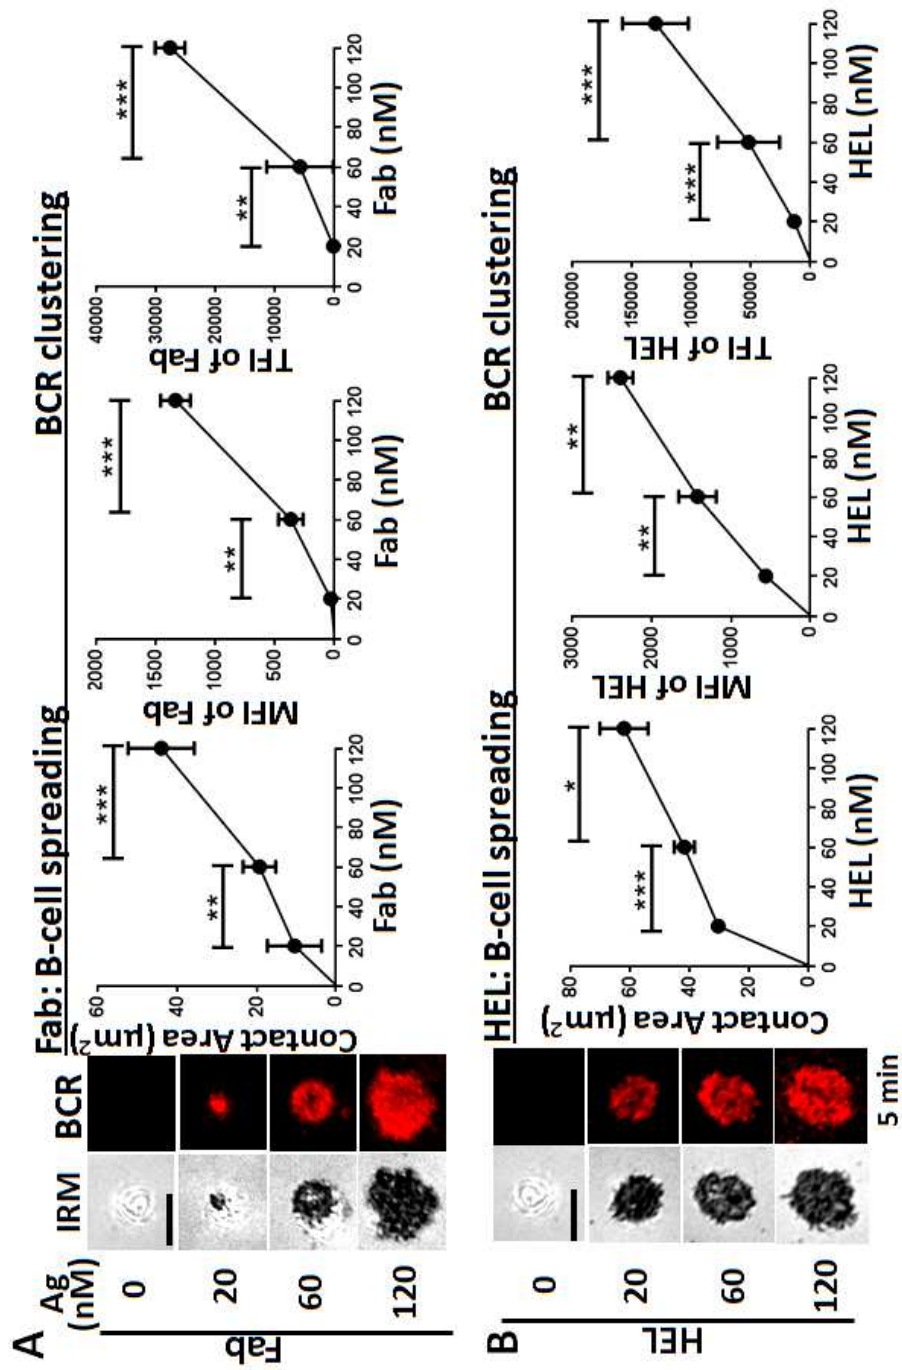 A
Ag
(nM)
IRM
BCR
Fab: B-cell spreading
BCR clustering
Fab
0
20
60
120
Contact Area (µm²)
60
40
20
0
**
***
0 20 40 60 80 100 120
Fab (nM)
MFI of Fab
2000
1500
1000
500
0
**
***
0 20 40 60 80 100 120
Fab (nM)
TFI of Fab
40000
30000
20000
10000
0
**
***
0 20 40 60 80 100 120
Fab (nM)
B
HEL: B-cell spreading
BCR clustering
HEL
0
20
60
120
5 min
Contact Area (µm²)
80
60
40
20
0
***
*
0 20 40 60 80 100 120
HEL (nM)
MFI of HEL
3000
2000
1000
0
**
**
0 20 40 60 80 100 120
HEL (nM)
TFI of HEL
200000
150000
100000
50000
0
***
***
0 20 40 60 80 100 120
HEL (nM)